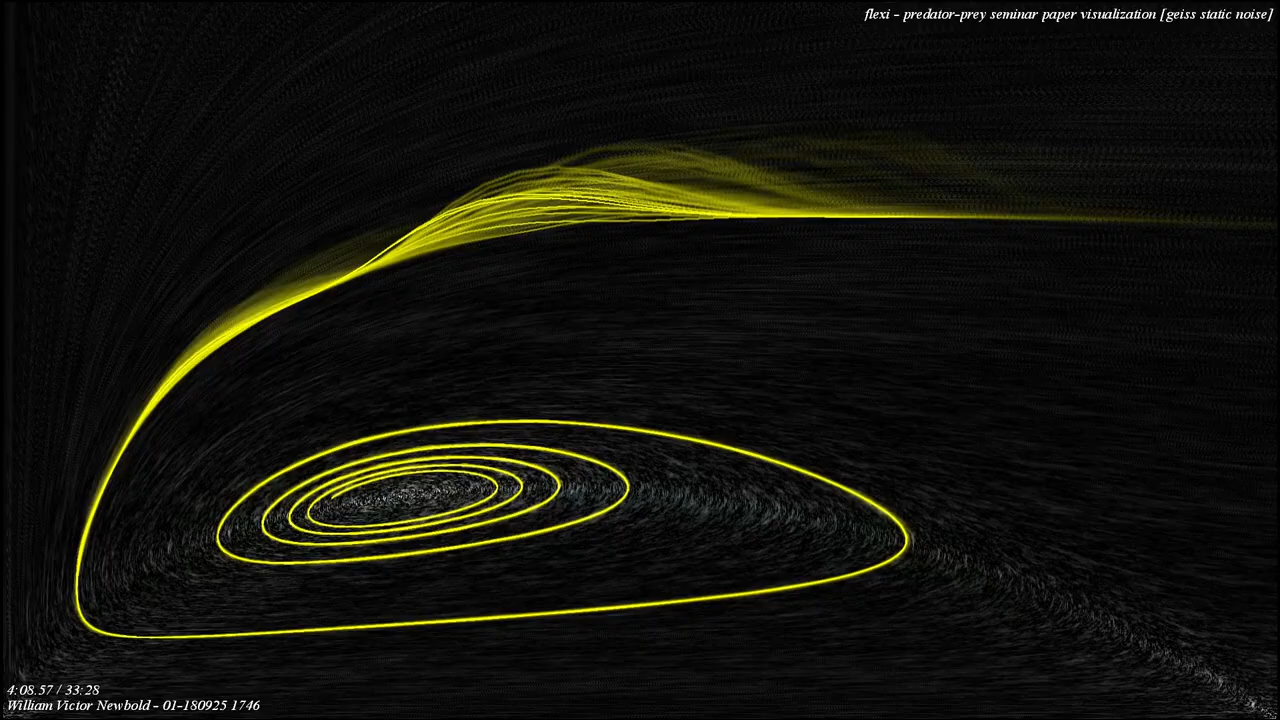 flexi - predator-prey seminar paper visualization [geiss static noise]
4:08.57 / 33:28
William Victor Newbold - 01-180925 1746